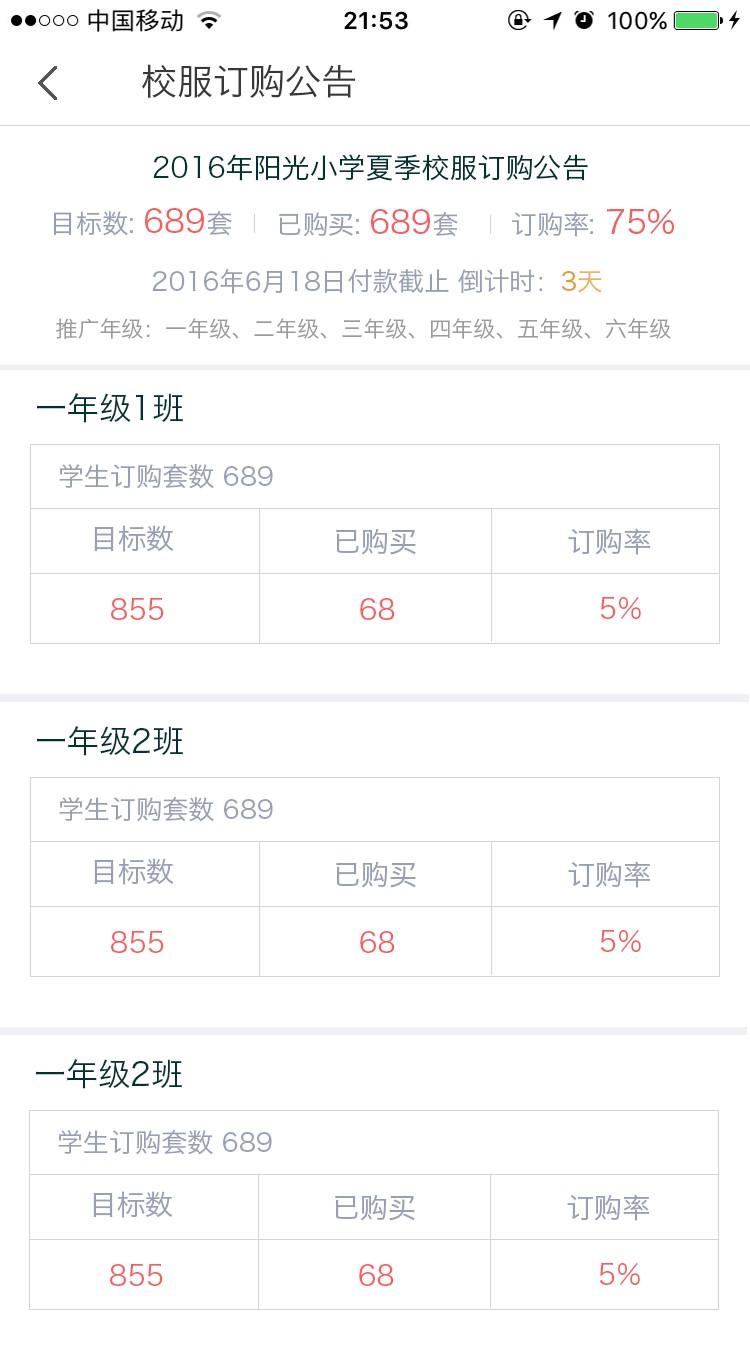 中国移动 21:53 100%
校服订购公告
2016年阳光小学夏季校服订购公告
目标数: 689套 已购买: 689套 订购率: 75%
2016年6月18日付款截止 倒计时: 3天
推广年级: 一年级、二年级、三年级、四年级、五年级、六年级
一年级1班
学生订购套数 689
目标数 已购买 订购率
855 68 5%
一年级2班
学生订购套数 689
目标数 已购买 订购率
855 68 5%
一年级2班
学生订购套数 689
目标数 已购买 订购率
855 68 5%